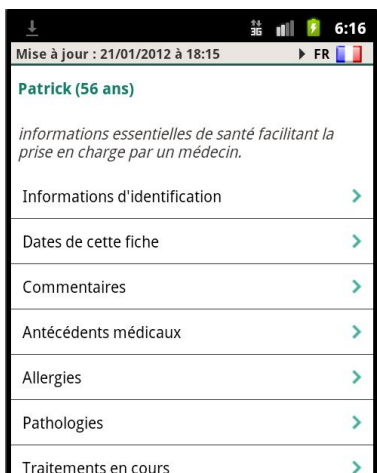 3G 6:16
Mise à jour : 21/01/2012 à 18:15 FR
Patrick (56 ans)
informations essentielles de santé facilitant la
prise en charge par un médecin.
Informations d'identification
Dates de cette fiche
Commentaires
Antécédents médicaux
Allergies
Pathologies
Traitements en cours